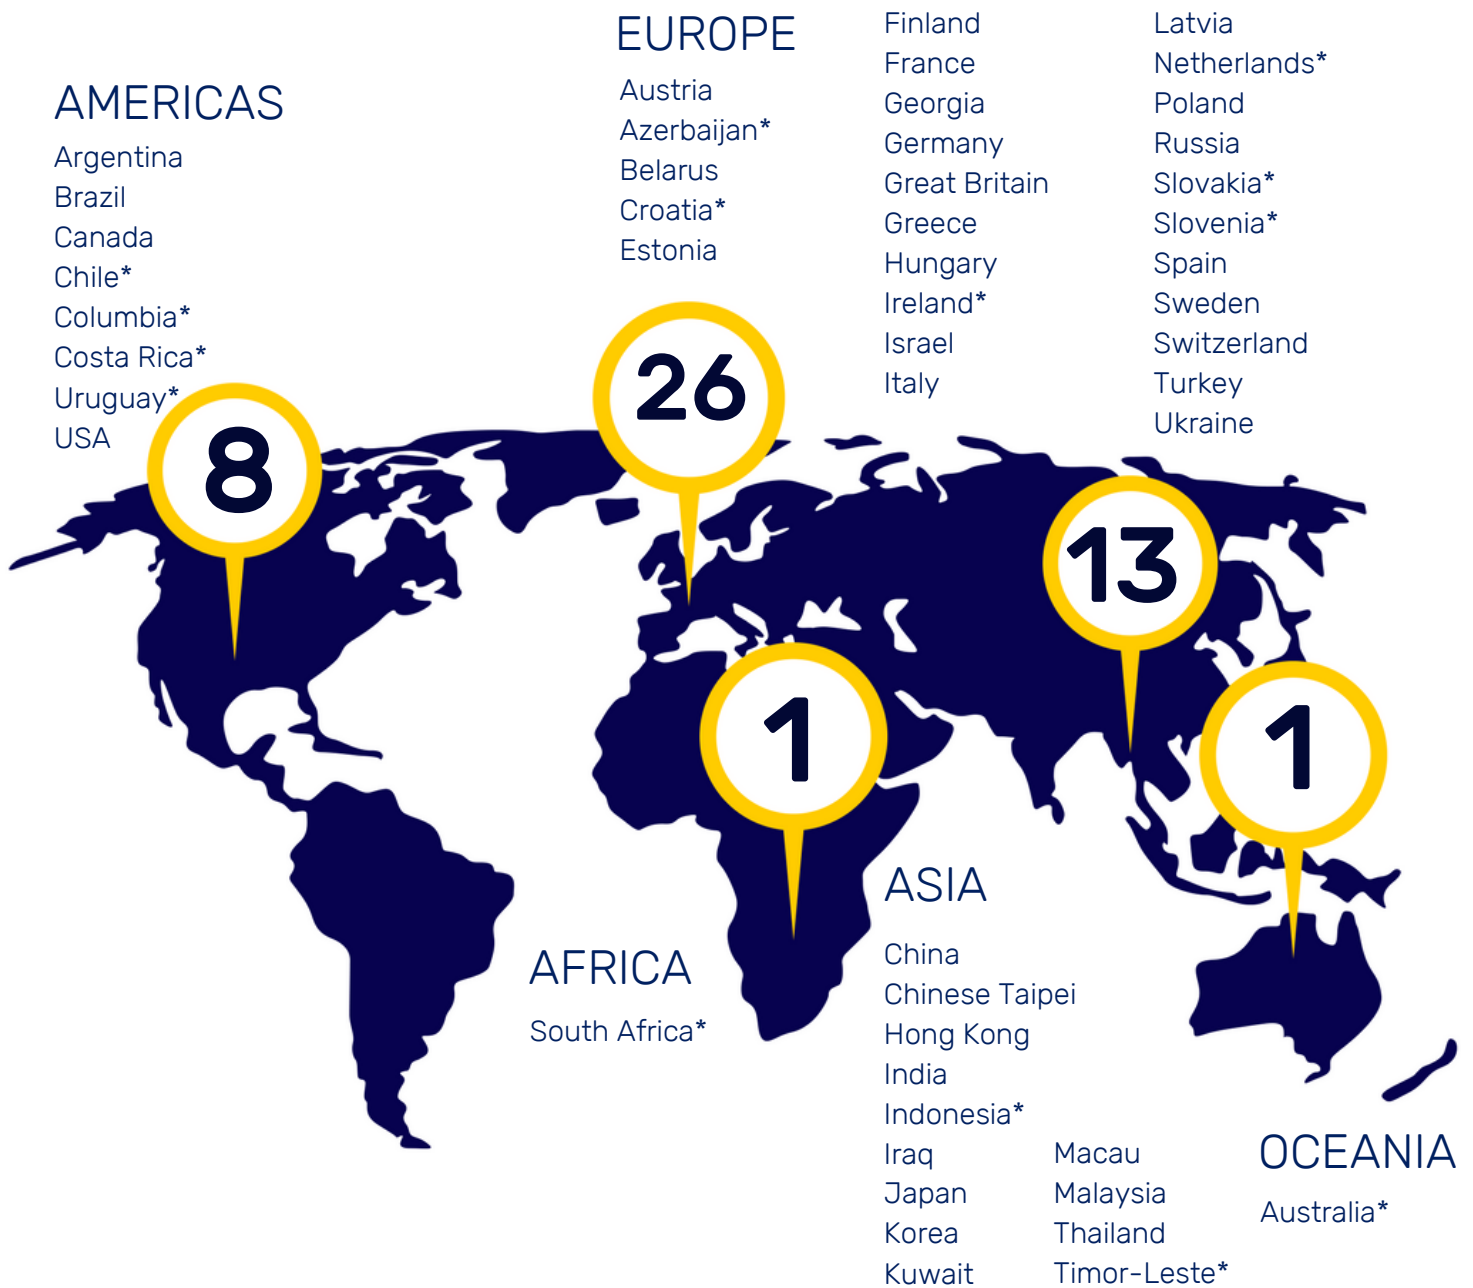 AMERICAS
Argentina
Brazil
Canada
Chile*
Columbia*
Costa Rica*
Uruguay*
USA
8
EUROPE
Austria
Azerbaijan*
Belarus
Croatia*
Estonia
Finland
France
Georgia
Germany
Great Britain
Greece
Hungary
Ireland*
Israel
Italy
Latvia
Netherlands*
Poland
Russia
Slovakia*
Slovenia*
Spain
Sweden
Switzerland
Turkey
Ukraine
26
13
1
1
AFRICA
South Africa*
ASIA
China
Chinese Taipei
Hong Kong
India
Indonesia*
Iraq
Japan
Korea
Kuwait
Macau
Malaysia
Thailand
Timor-Leste*
OCEANIA
Australia*